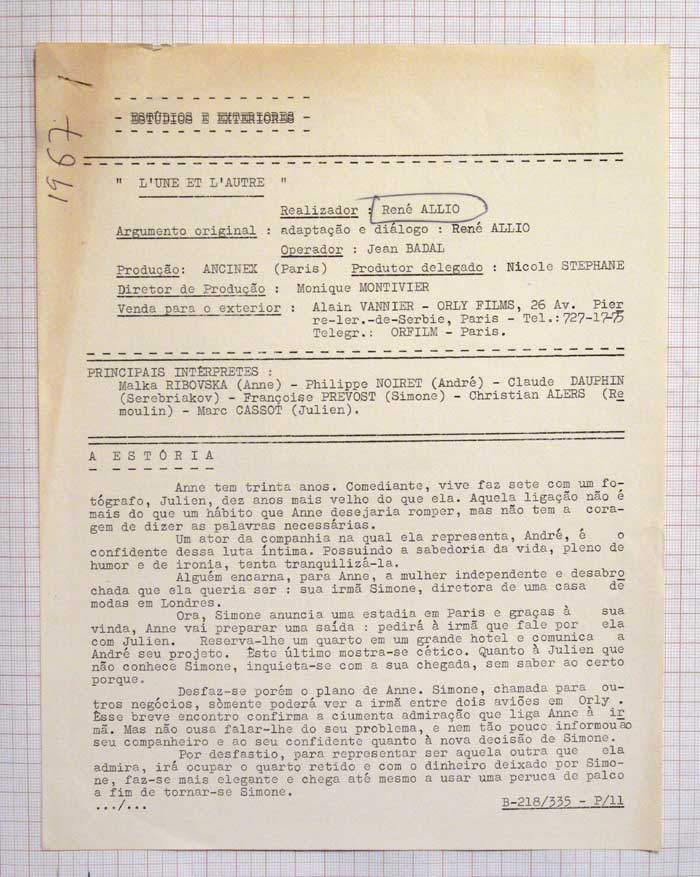 1967
- ESTÚDIOS E EXTERIORES -
" L'UNE ET L'AUTRE "
Realizador : René ALLIO
Argumento original : adaptação e diálogo : René ALLIO
Operador : Jean BADAL
Produção: ANCINEX (Paris) Produtor delegado : Nicole STEPHANE
Diretor de Produção : Monique MONTIVIER
Venda para o exterior : Alain VANNIER - ORLY FILMS, 26 Av. Pier
re-1er.-de-Serbie, Paris - Tel.: 727-17-75
Telegr.: ORFILM - Paris.
PRINCIPAIS INTÉRPRETES :
Malka RIBOVSKA (Anne) - Philippe NOIRET (André) - Claude DAUPHIN
(Serebriakov) - Françoise PREVOST (Simone) - Christian ALERS (Re
moulin) - Marc CASSOT (Julien).
A ESTÓRIA
Anne tem trinta anos. Comediante, vive faz sete com um fo-
tógrafo, Julien, dez anos mais velho do que ela. Aquela ligação não é
mais do que um hábito que Anne desejaria romper, mas não tem a cora-
gem de dizer as palavras necessárias.
Um ator da companhia na qual ela representa, André, é o
confidente dessa luta íntima. Possuindo a sabedoria da vida, pleno de
humor e de ironia, tenta tranquilizá-la.
Alguém encarna, para Anne, a mulher independente e desabro
chada que ela queria ser : sua irmã Simone, diretora de uma casa de
modas em Londres.
Ora, Simone anuncia uma estadia em Paris e graças à sua
vinda, Anne vai preparar uma saída : pedirá à irmã que fale por ela
com Julien. Reserva-lhe um quarto em um grande hotel e comunica a
André seu projeto. Êste último mostra-se cético. Quanto à Julien que
não conhece Simone, inquieta-se com a sua chegada, sem saber ao certo
porque.
Desfaz-se porém o plano de Anne. Simone, chamada para ou-
tros negócios, sòmente poderá ver a irmã entre dois aviões em Orly .
Êsse breve encontro confirma a ciumenta admiração que liga Anne à ir
mã. Mas não ousa falar-lhe do seu problema, e nem tão pouco informou ao
seu companheiro e ao seu confidente quanto à nova decisão de Simone.
Por desfastio, para representar ser aquela outra que ela
admira, irá ocupar o quarto retido e com o dinheiro deixado por Simo-
ne, faz-se mais elegante e chega até mesmo a usar uma peruca de palco
a fim de tornar-se Simone.
.../... B-218/335 - P/11